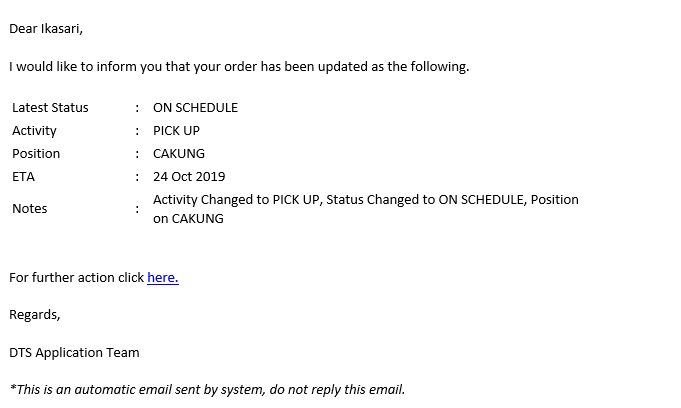 Dear Ikasari,
I would like to inform you that your order has been updated as the following.
Latest Status : ON SCHEDULE
Activity : PICK UP
Position : CAKUNG
ETA : 24 Oct 2019
Notes : Activity Changed to PICK UP, Status Changed to ON SCHEDULE, Position
on CAKUNG
For further action click here.
Regards,
DTS Application Team
*This is an automatic email sent by system, do not reply this email.